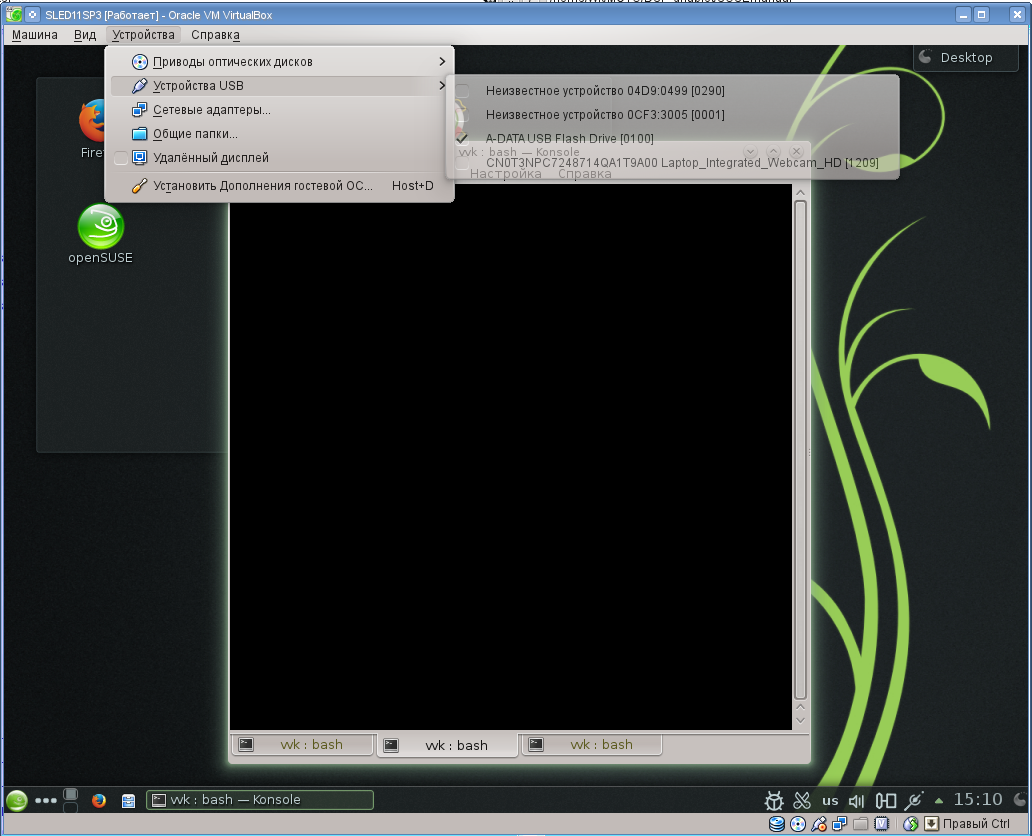 SLED11SP3 [Работает] - Oracle VM VirtualBox
Машина Вид Устройства Справка
Desktop
Приводы оптических дисков
Устройства USB
Сетевые адаптеры...
Общие папки...
Удалённый дисплей
Установить Дополнения гостевой ОС... Host+D
Неизвестное устройство 04D9:0499 [0290]
Неизвестное устройство 0CF3:3005 [0001]
A-DATA USB Flash Drive [0100]
vvk : bash — Konsole
CN0T3NPC7248714QA1T9A00 Laptop_Integrated_Webcam_HD [1209]
Настройка Справка
Firef
openSUSE
vvk : bash vvk : bash vvk : bash
vvk : bash — Konsole us 15:10
Правый Ctrl